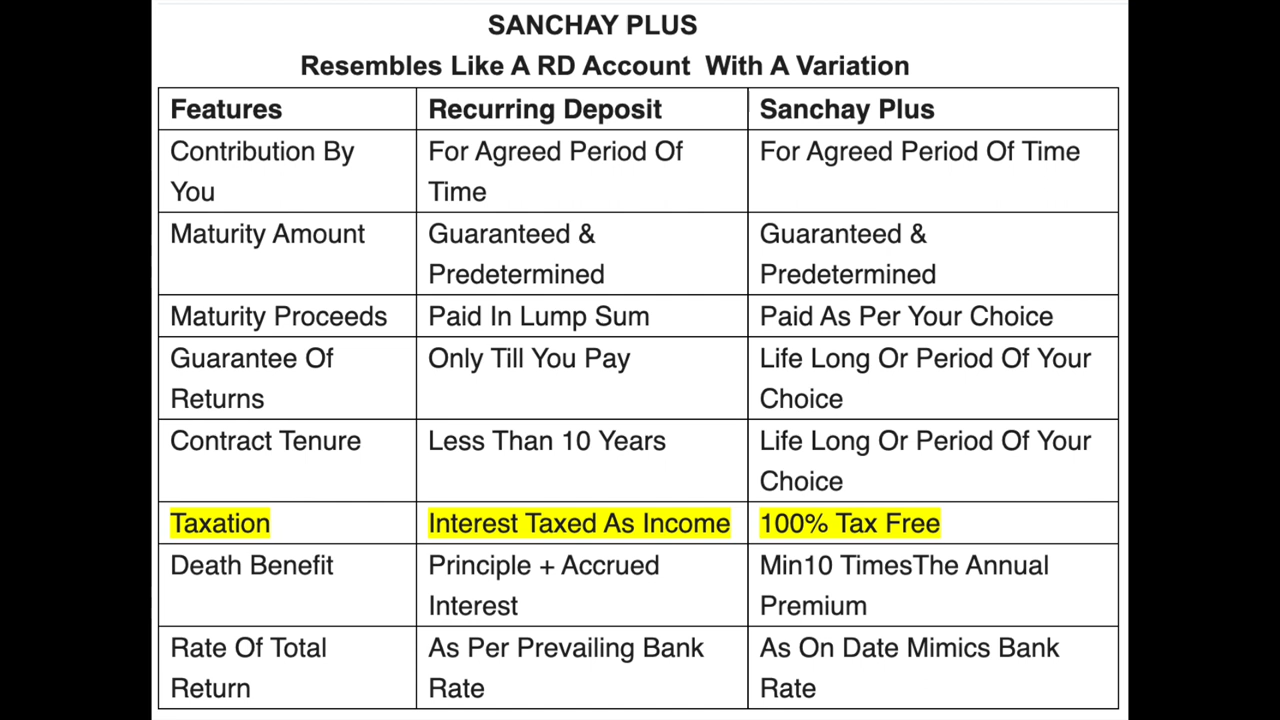 SANCHAY PLUS
Resembles Like A RD Account With A Variation
Features Recurring Deposit Sanchay Plus
Contribution By You For Agreed Period Of Time For Agreed Period Of Time
Maturity Amount Guaranteed & Predetermined Guaranteed & Predetermined
Maturity Proceeds Paid In Lump Sum Paid As Per Your Choice
Guarantee Of Returns Only Till You Pay Life Long Or Period Of Your Choice
Contract Tenure Less Than 10 Years Life Long Or Period Of Your Choice
Taxation Interest Taxed As Income 100% Tax Free
Death Benefit Principle + Accrued Interest Min10 TimesThe Annual Premium
Rate Of Total Return As Per Prevailing Bank Rate As On Date Mimics Bank Rate